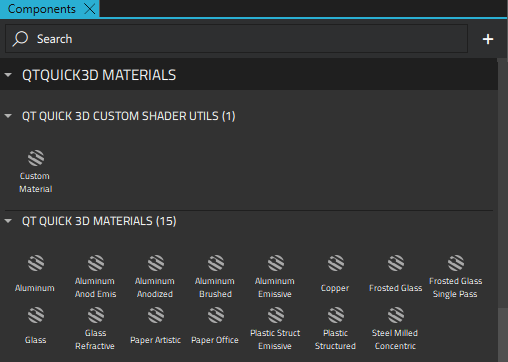 Components
Search
QTQUICK3D MATERIALS
QT QUICK 3D CUSTOM SHADER UTILS (1)
Custom
Material
QT QUICK 3D MATERIALS (15)
Aluminum
Aluminum
Anod Emis
Aluminum
Anodized
Aluminum
Brushed
Aluminum
Emissive
Copper
Frosted Glass
Frosted Glass
Single Pass
Glass
Glass
Refractive
Paper Artistic
Paper Office
Plastic Struct
Emissive
Plastic
Structured
Steel Milled
Concentric